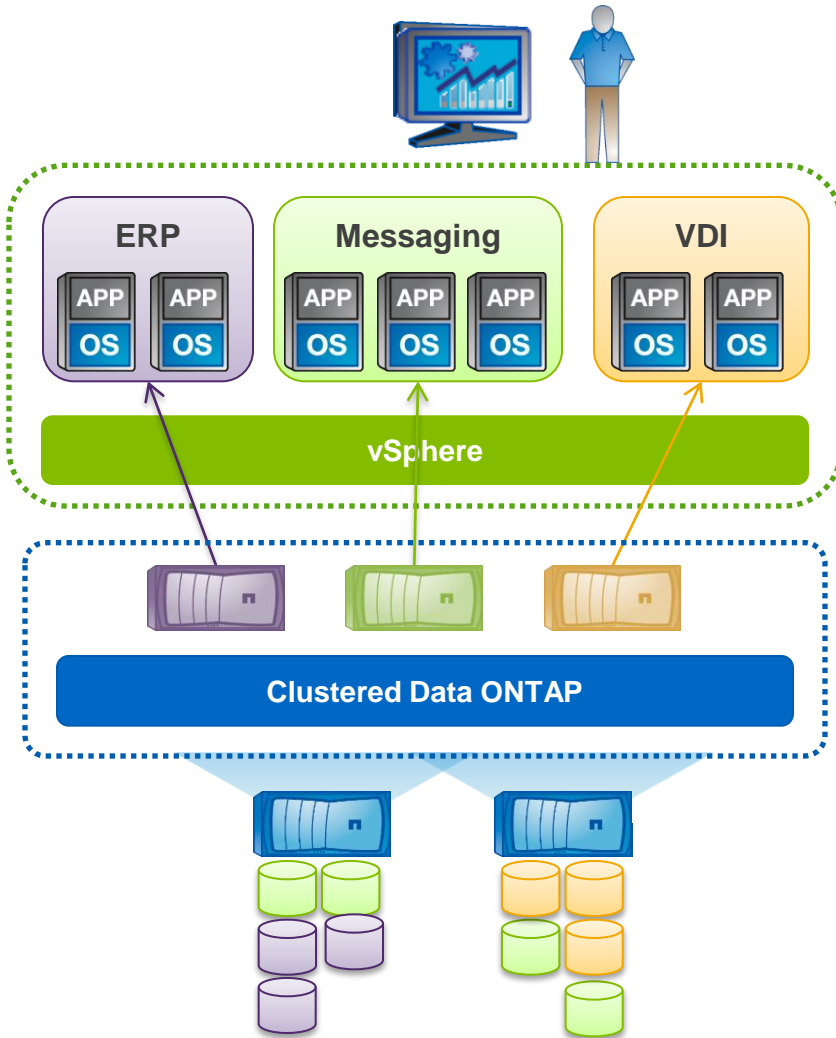 ERP
Messaging
VDI
APP APP APP APP APP APP APP
OS OS OS OS OS OS OS
vSphere
Clustered Data ONTAP